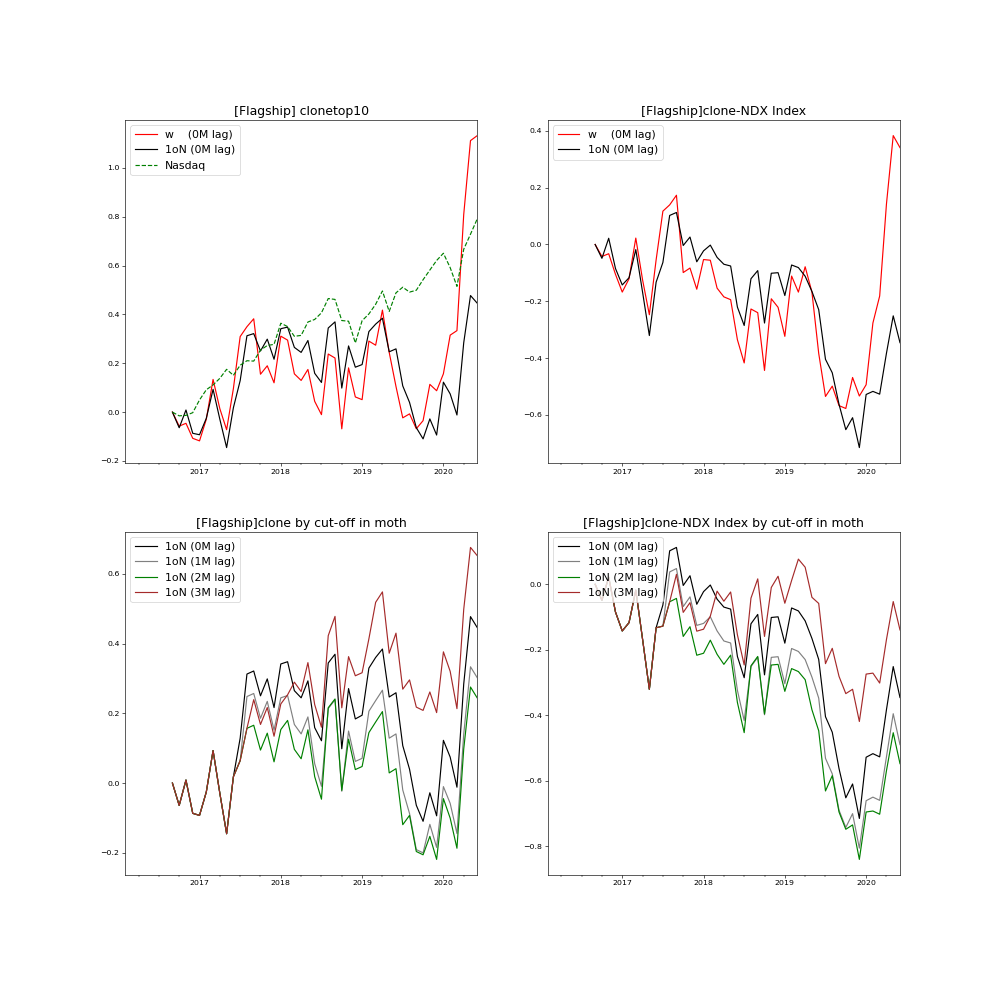 [Flagship] clonetop10
w    (0M lag)
1oN (0M lag)
Nasdaq
1.0
0.8
0.6
0.4
0.2
0.0
−0.2
2017
2018
2019
2020
[Flagship]clone-NDX Index
w    (0M lag)
1oN (0M lag)
0.4
0.2
0.0
−0.2
−0.4
−0.6
2017
2018
2019
2020
[Flagship]clone by cut-off in moth
1oN (0M lag)
1oN (1M lag)
1oN (2M lag)
1oN (3M lag)
0.6
0.4
0.2
0.0
−0.2
2017
2018
2019
2020
[Flagship]clone-NDX Index by cut-off in moth
1oN (0M lag)
1oN (1M lag)
1oN (2M lag)
1oN (3M lag)
0.0
−0.2
−0.4
−0.6
−0.8
2017
2018
2019
2020